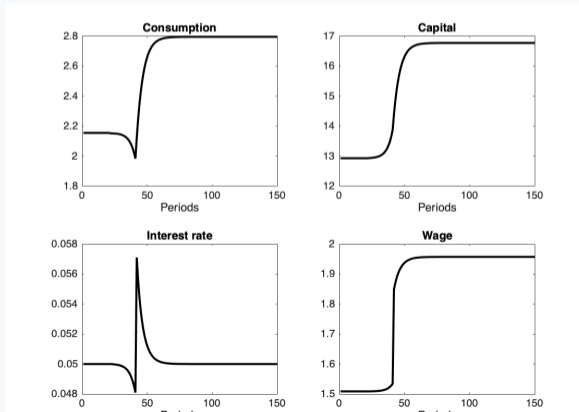 Consumption
2.8
2.6
2.4
2.2
2
1.8
0 50 100 150
Periods
Capital
17
16
15
14
13
12
0 50 100 150
Periods
Interest rate
0.058
0.056
0.054
0.052
0.05
0.048
0 50 100 150
Wage
2
1.9
1.8
1.7
1.6
1.5
0 50 100 150